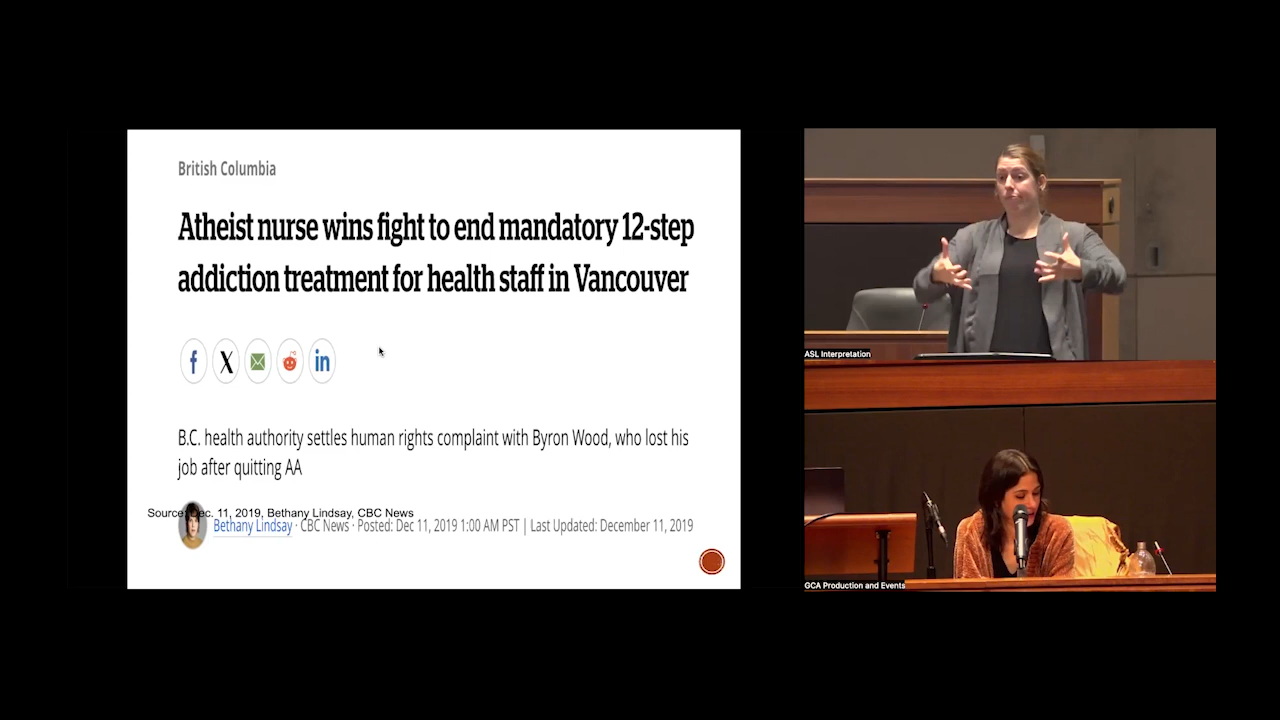 British Columbia
Atheist nurse wins fight to end mandatory 12-step
addiction treatment for health staff in Vancouver
B.C. health authority settles human rights complaint with Byron Wood, who lost his
job after quitting AA
Source: Dec. 11, 2019, Bethany Lindsay, CBC News
Bethany Lindsay · CBC News · Posted: Dec 11, 2019 1:00 AM PST | Last Updated: December 11, 2019
ASL Interpretation
GCA Production and Events